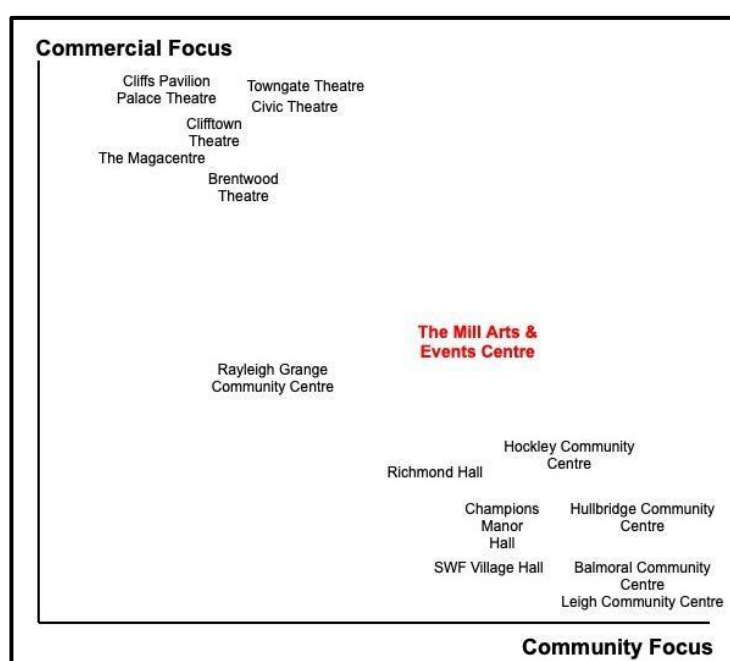 Commercial Focus
Cliffs Pavilion
Palace Theatre
Towngate Theatre
Civic Theatre
Clifftown
Theatre
The Magacentre
Brentwood
Theatre
The Mill Arts &
Events Centre
Rayleigh Grange
Community Centre
Hockley Community
Centre
Richmond Hall
Champions
Manor
Hall
Hullbridge Community
Centre
SWF Village Hall
Balmoral Community
Centre
Leigh Community Centre
Community Focus